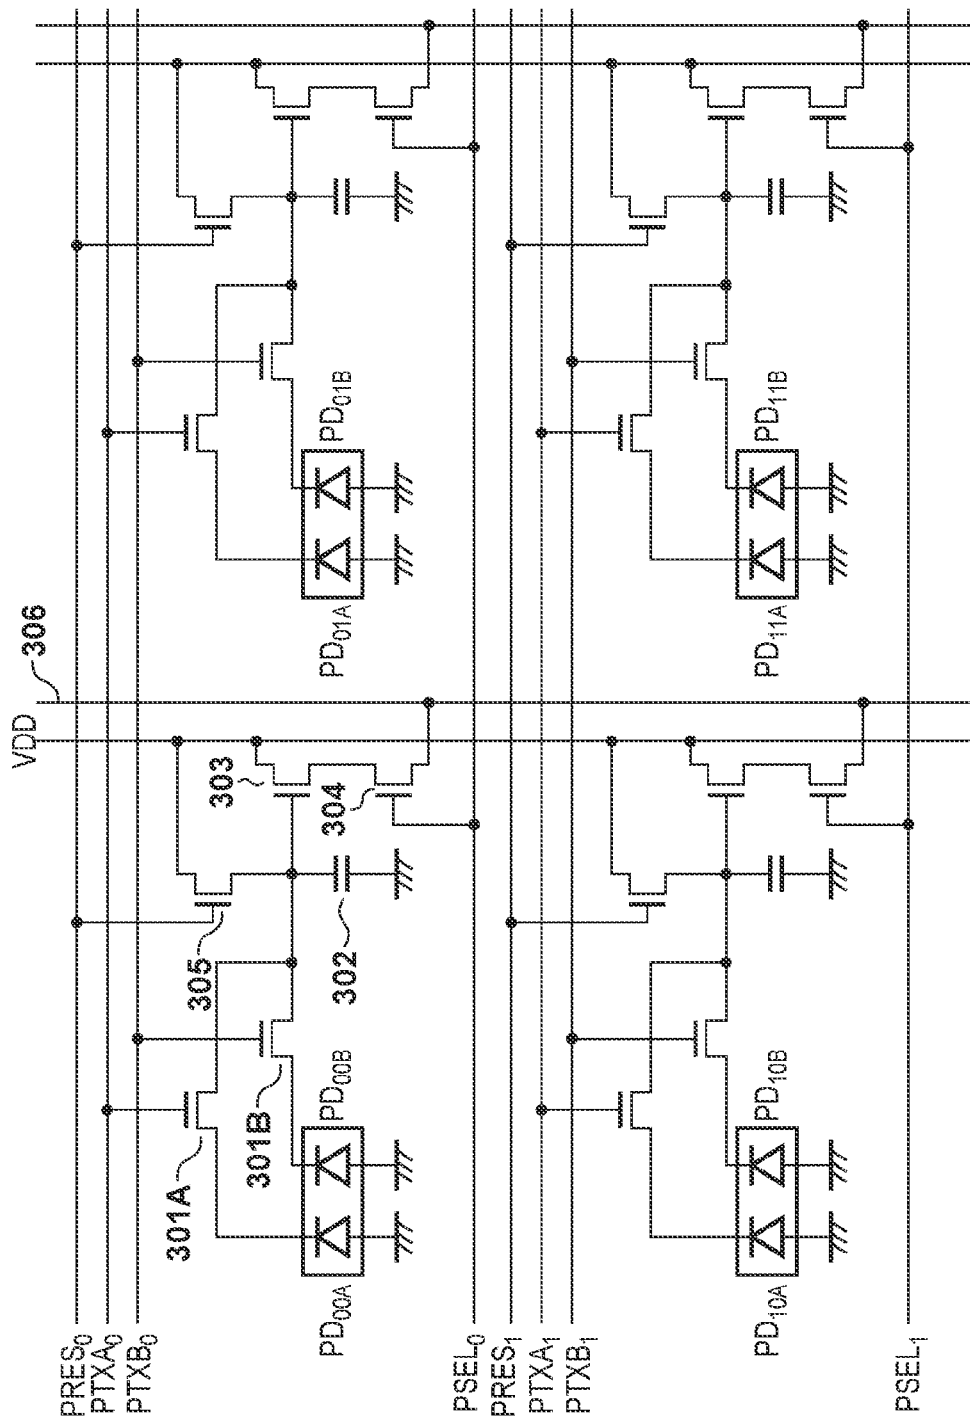 VDD
306
303
304
305
302
301A
301B
PD00A
PD00B
PD01A
PD01B
PD10A
PD10B
PD11A
PD11B
PRES0
PTXA0
PTXB0
PSEL0
PRES1
PTXA1
PTXB1
PSEL1